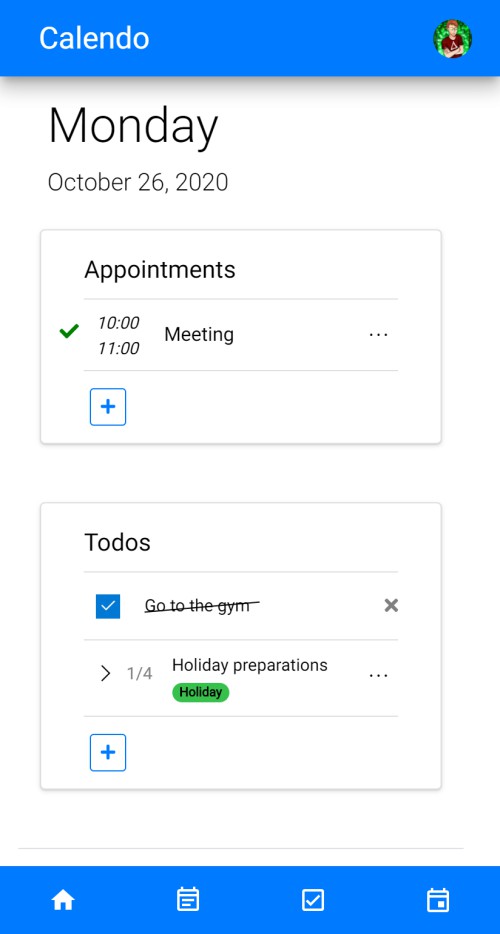 Calendo
Monday
October 26, 2020
Appointments
10:00
11:00
Meeting
...
+
Todos
Go to the gym
1/4
Holiday preparations
...
Holiday
+